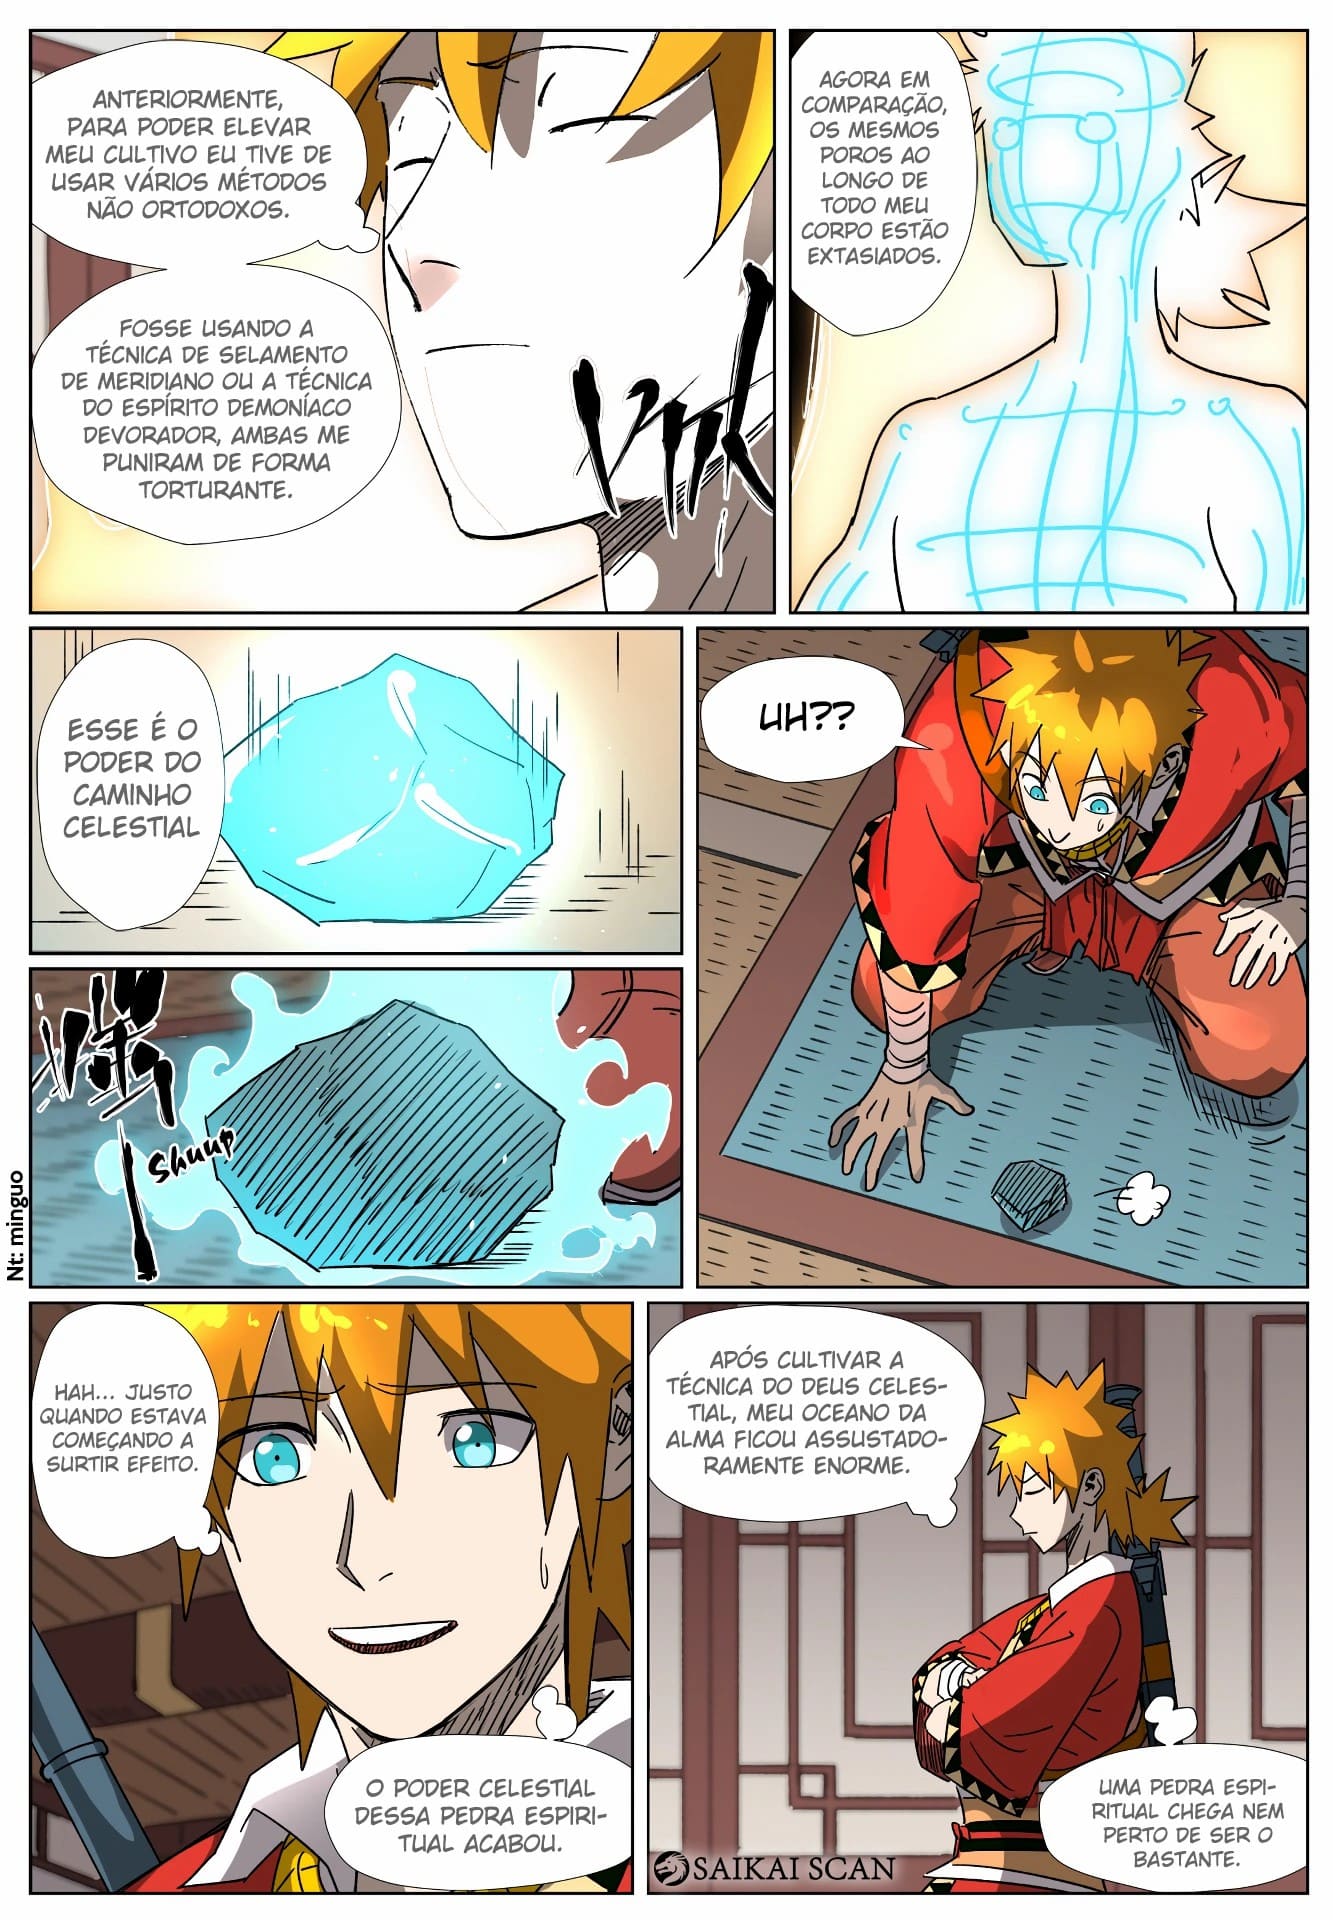 ANTERIORMENTE,
PARA PODER ELEVAR
MEU CULTIVO EU TIVE DE
USAR VÁRIOS MÉTODOS
NÃO ORTODOXOS.
FOSSE USANDO A
TÉCNICA DE SELAMENTO
DE MERIDIANO OU A TÉCNICA
DO ESPÍRITO DEMONÍACO
DEVORADOR, AMBAS ME
PUNIRAM DE FORMA
TORTURANTE.
AGORA EM
COMPARAÇÃO,
OS MESMOS
POROS AO
LONGO DE
TODO MEU
CORPO ESTÃO
EXTASIADOS.
ESSE É O
PODER DO
CAMINHO
CELESTIAL
UH??
Shuup
Nt: minguo
HAH... JUSTO
QUANDO ESTAVA
COMEÇANDO A
SURTIR EFEITO.
O PODER CELESTIAL
DESSA PEDRA ESPIRI-
TUAL ACABOU.
APÓS CULTIVAR A
TÉCNICA DO DEUS CELES-
TIAL, MEU OCEANO DA
ALMA FICOU ASSUSTADO-
RAMENTE ENORME.
UMA PEDRA ESPI-
RITUAL CHEGA NEM
PERTO DE SER O
BASTANTE.
SAIKAI SCAN